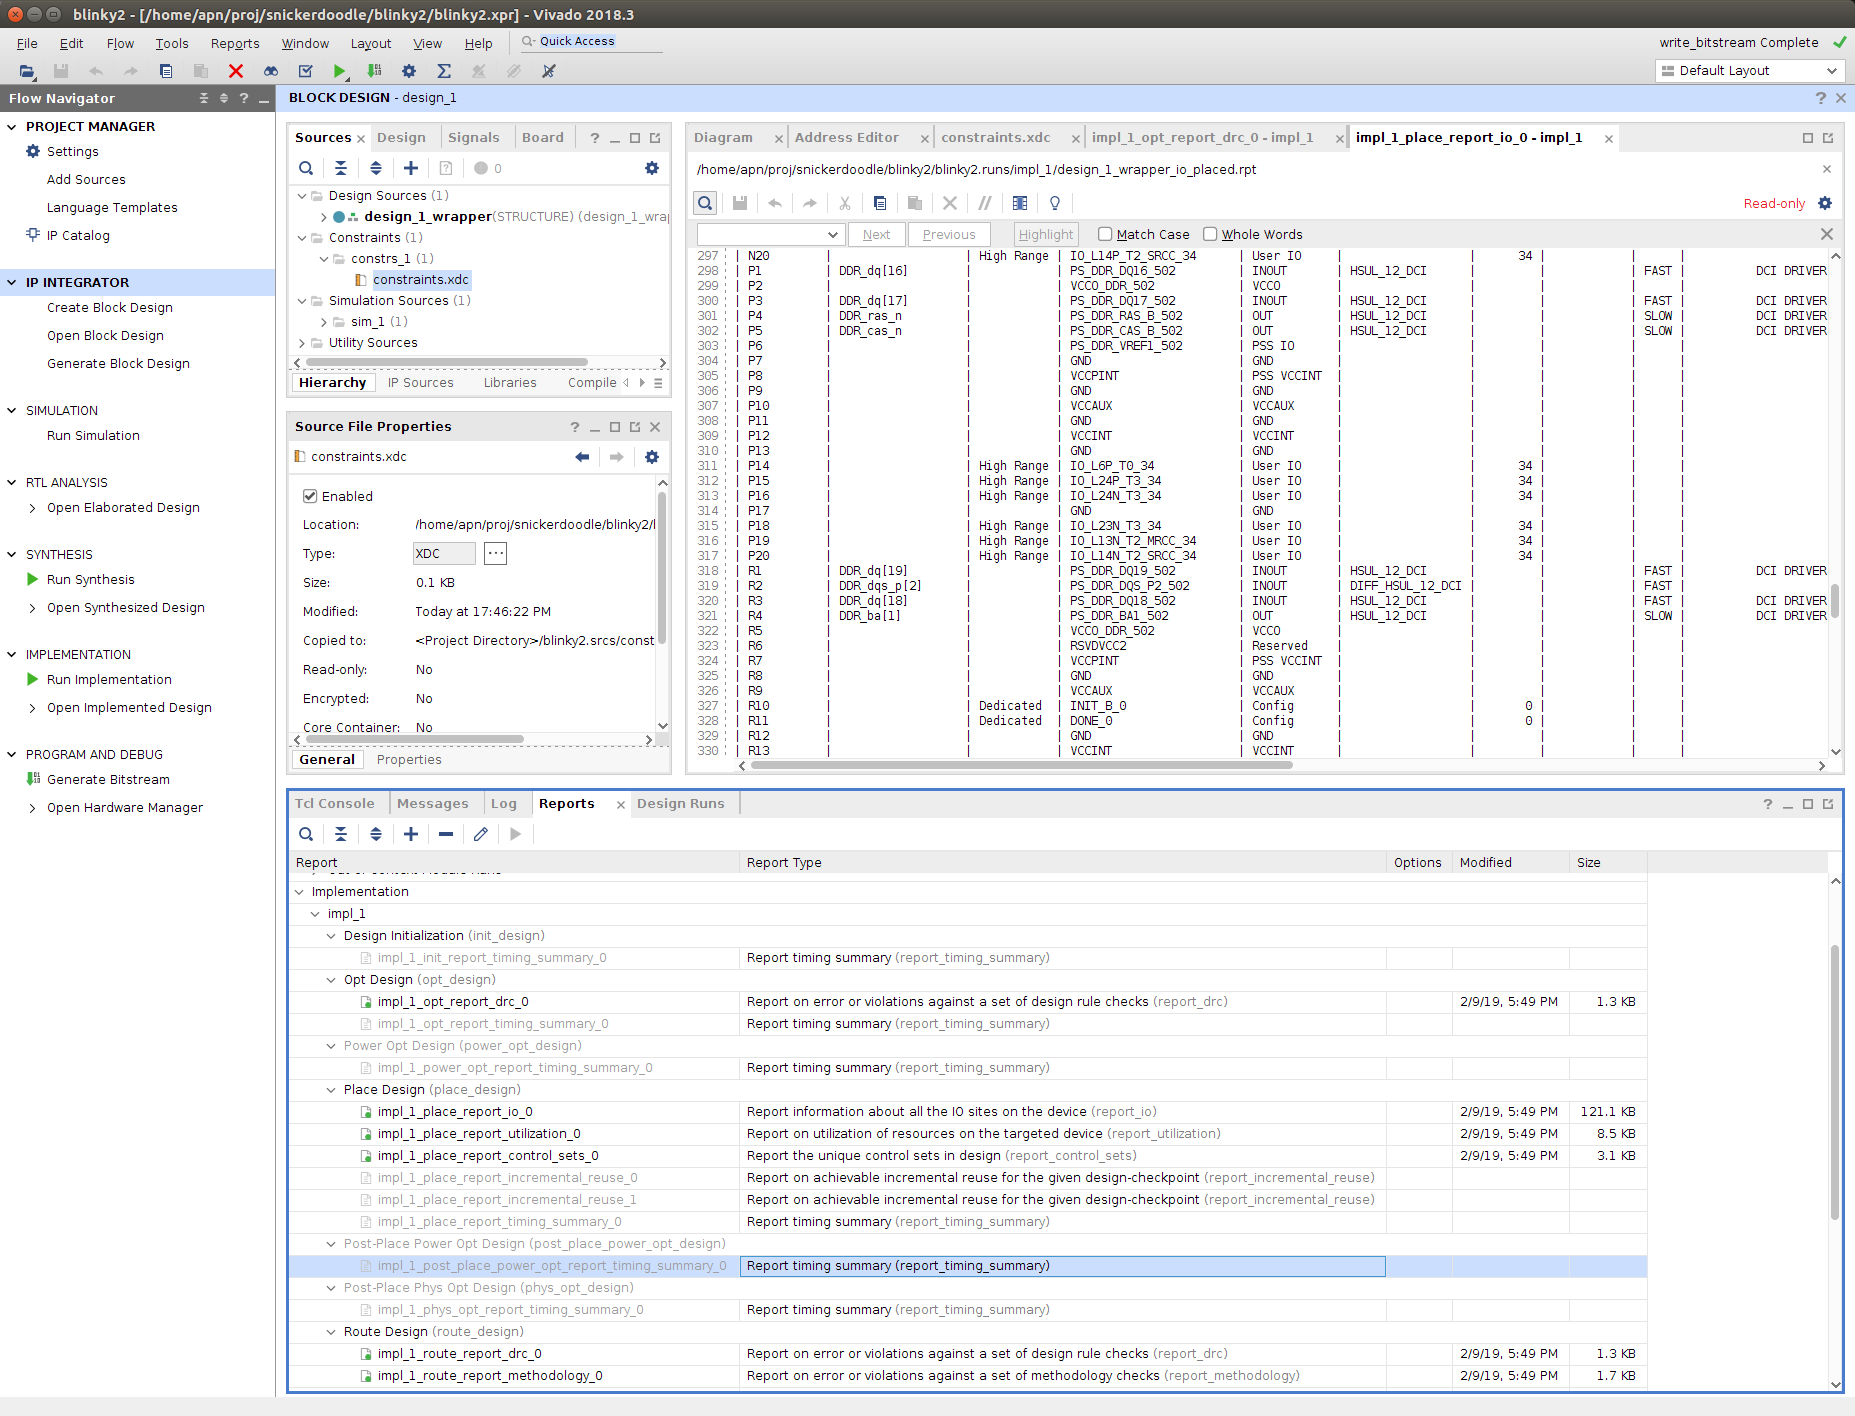 blinky2 - [/home/apn/proj/snickerdoodle/blinky2/blinky2.xpr] - Vivado 2018.3
File Edit Flow Tools Reports Window Layout View Help Quick Access
write_bitstream Complete
Default Layout
Flow Navigator
PROJECT MANAGER
Settings
Add Sources
Language Templates
IP Catalog
IP INTEGRATOR
Create Block Design
Open Block Design
Generate Block Design
SIMULATION
Run Simulation
RTL ANALYSIS
Open Elaborated Design
SYNTHESIS
Run Synthesis
Open Synthesized Design
IMPLEMENTATION
Run Implementation
Open Implemented Design
PROGRAM AND DEBUG
Generate Bitstream
Open Hardware Manager
BLOCK DESIGN - design_1
Sources Design Signals Board
0
Design Sources (1)
design_1_wrapper(STRUCTURE) (design_1_wra
Constraints (1)
constrs_1 (1)
constraints.xdc
Simulation Sources (1)
sim_1 (1)
Utility Sources
Hierarchy IP Sources Libraries Compile
Source File Properties
constraints.xdc
Enabled
Location: /home/apn/proj/snickerdoodle/blinky2/
Type: XDC ...
Size: 0.1 KB
Modified: Today at 17:46:22 PM
Copied to: <Project Directory>/blinky2.srcs/const
Read-only: No
Encrypted: No
Core Container: No
General Properties
Diagram Address Editor constraints.xdc impl_1_opt_report_drc_0 - impl_1 impl_1_place_report_io_0 - impl_1
/home/apn/proj/snickerdoodle/blinky2/blinky2.runs/impl_1/design_1_wrapper_io_placed.rpt
Read-only
Next Previous Highlight Match Case Whole Words
297 | N20 | | High Range | IO_L14P_T2_SRCC_34 | User IO | | 34 | | |
298 | P1 | DDR_dq[16] | | PS_DDR_DQ16_502 | INOUT | HSUL_12_DCI | | | FAST | DCI DRIVER
299 | P2 | | | VCCO_DDR_502 | VCCO | | | | |
300 | P3 | DDR_dq[17] | | PS_DDR_DQ17_502 | INOUT | HSUL_12_DCI | | | FAST | DCI DRIVER
301 | P4 | DDR_ras_n | | PS_DDR_RAS_B_502 | OUT | HSUL_12_DCI | | | SLOW | DCI DRIVER
302 | P5 | DDR_cas_n | | PS_DDR_CAS_B_502 | OUT | HSUL_12_DCI | | | SLOW | DCI DRIVER
303 | P6 | | | PS_DDR_VREF1_502 | PSS IO | | | | |
304 | P7 | | | GND | GND | | | | |
305 | P8 | | | VCCPINT | PSS VCCINT | | | | |
306 | P9 | | | GND | GND | | | | |
307 | P10 | | | VCCAUX | VCCAUX | | | | |
308 | P11 | | | GND | GND | | | | |
309 | P12 | | | VCCINT | VCCINT | | | | |
310 | P13 | | | GND | GND | | | | |
311 | P14 | | High Range | IO_L6P_T0_34 | User IO | | 34 | | |
312 | P15 | | High Range | IO_L24P_T3_34 | User IO | | 34 | | |
313 | P16 | | High Range | IO_L24N_T3_34 | User IO | | 34 | | |
314 | P17 | | | GND | GND | | | | |
315 | P18 | | High Range | IO_L23N_T3_34 | User IO | | 34 | | |
316 | P19 | | High Range | IO_L13N_T2_MRCC_34 | User IO | | 34 | | |
317 | P20 | | High Range | IO_L14N_T2_SRCC_34 | User IO | | 34 | | |
318 | R1 | DDR_dq[19] | | PS_DDR_DQ19_502 | INOUT | HSUL_12_DCI | | | FAST | DCI DRIVER
319 | R2 | DDR_dqs_p[2] | | PS_DDR_DQS_P2_502 | INOUT | DIFF_HSUL_12_DCI | | | FAST | DCI DRIVER
320 | R3 | DDR_dq[18] | | PS_DDR_DQ18_502 | INOUT | HSUL_12_DCI | | | FAST | DCI DRIVER
321 | R4 | DDR_ba[1] | | PS_DDR_BA1_502 | OUT | HSUL_12_DCI | | | SLOW | DCI DRIVER
322 | R5 | | | VCCO_DDR_502 | VCCO | | | | |
323 | R6 | | | RSVDVCC2 | Reserved | | | | |
324 | R7 | | | VCCPINT | PSS VCCINT | | | | |
325 | R8 | | | GND | GND | | | | |
326 | R9 | | | VCCAUX | VCCAUX | | | | |
327 | R10 | | Dedicated | INIT_B_0 | Config | | 0 | | |
328 | R11 | | Dedicated | DONE_0 | Config | | 0 | | |
329 | R12 | | | GND | GND | | | | |
330 | R13 | | | VCCINT | VCCINT | | | | |
Tcl Console Messages Log Reports Design Runs
Report Report Type Options Modified Size
Implementation
impl_1
Design Initialization (init_design)
impl_1_init_report_timing_summary_0 Report timing summary (report_timing_summary)
Opt Design (opt_design)
impl_1_opt_report_drc_0 Report on error or violations against a set of design rule checks (report_drc) 2/9/19, 5:49 PM 1.3 KB
impl_1_opt_report_timing_summary_0 Report timing summary (report_timing_summary)
Power Opt Design (power_opt_design)
impl_1_power_opt_report_timing_summary_0 Report timing summary (report_timing_summary)
Place Design (place_design)
impl_1_place_report_io_0 Report information about all the IO sites on the device (report_io) 2/9/19, 5:49 PM 121.1 KB
impl_1_place_report_utilization_0 Report on utilization of resources on the targeted device (report_utilization) 2/9/19, 5:49 PM 8.5 KB
impl_1_place_report_control_sets_0 Report the unique control sets in design (report_control_sets) 2/9/19, 5:49 PM 3.1 KB
impl_1_place_report_incremental_reuse_0 Report on achievable incremental reuse for the given design-checkpoint (report_incremental_reuse)
impl_1_place_report_incremental_reuse_1 Report on achievable incremental reuse for the given design-checkpoint (report_incremental_reuse)
impl_1_place_report_timing_summary_0 Report timing summary (report_timing_summary)
Post-Place Power Opt Design (post_place_power_opt_design)
impl_1_post_place_power_opt_report_timing_summary_0 Report timing summary (report_timing_summary)
Post-Place Phys Opt Design (phys_opt_design)
impl_1_phys_opt_report_timing_summary_0 Report timing summary (report_timing_summary)
Route Design (route_design)
impl_1_route_report_drc_0 Report on error or violations against a set of design rule checks (report_drc) 2/9/19, 5:49 PM 1.3 KB
impl_1_route_report_methodology_0 Report on error or violations against a set of methodology checks (report_methodology) 2/9/19, 5:49 PM 1.7 KB